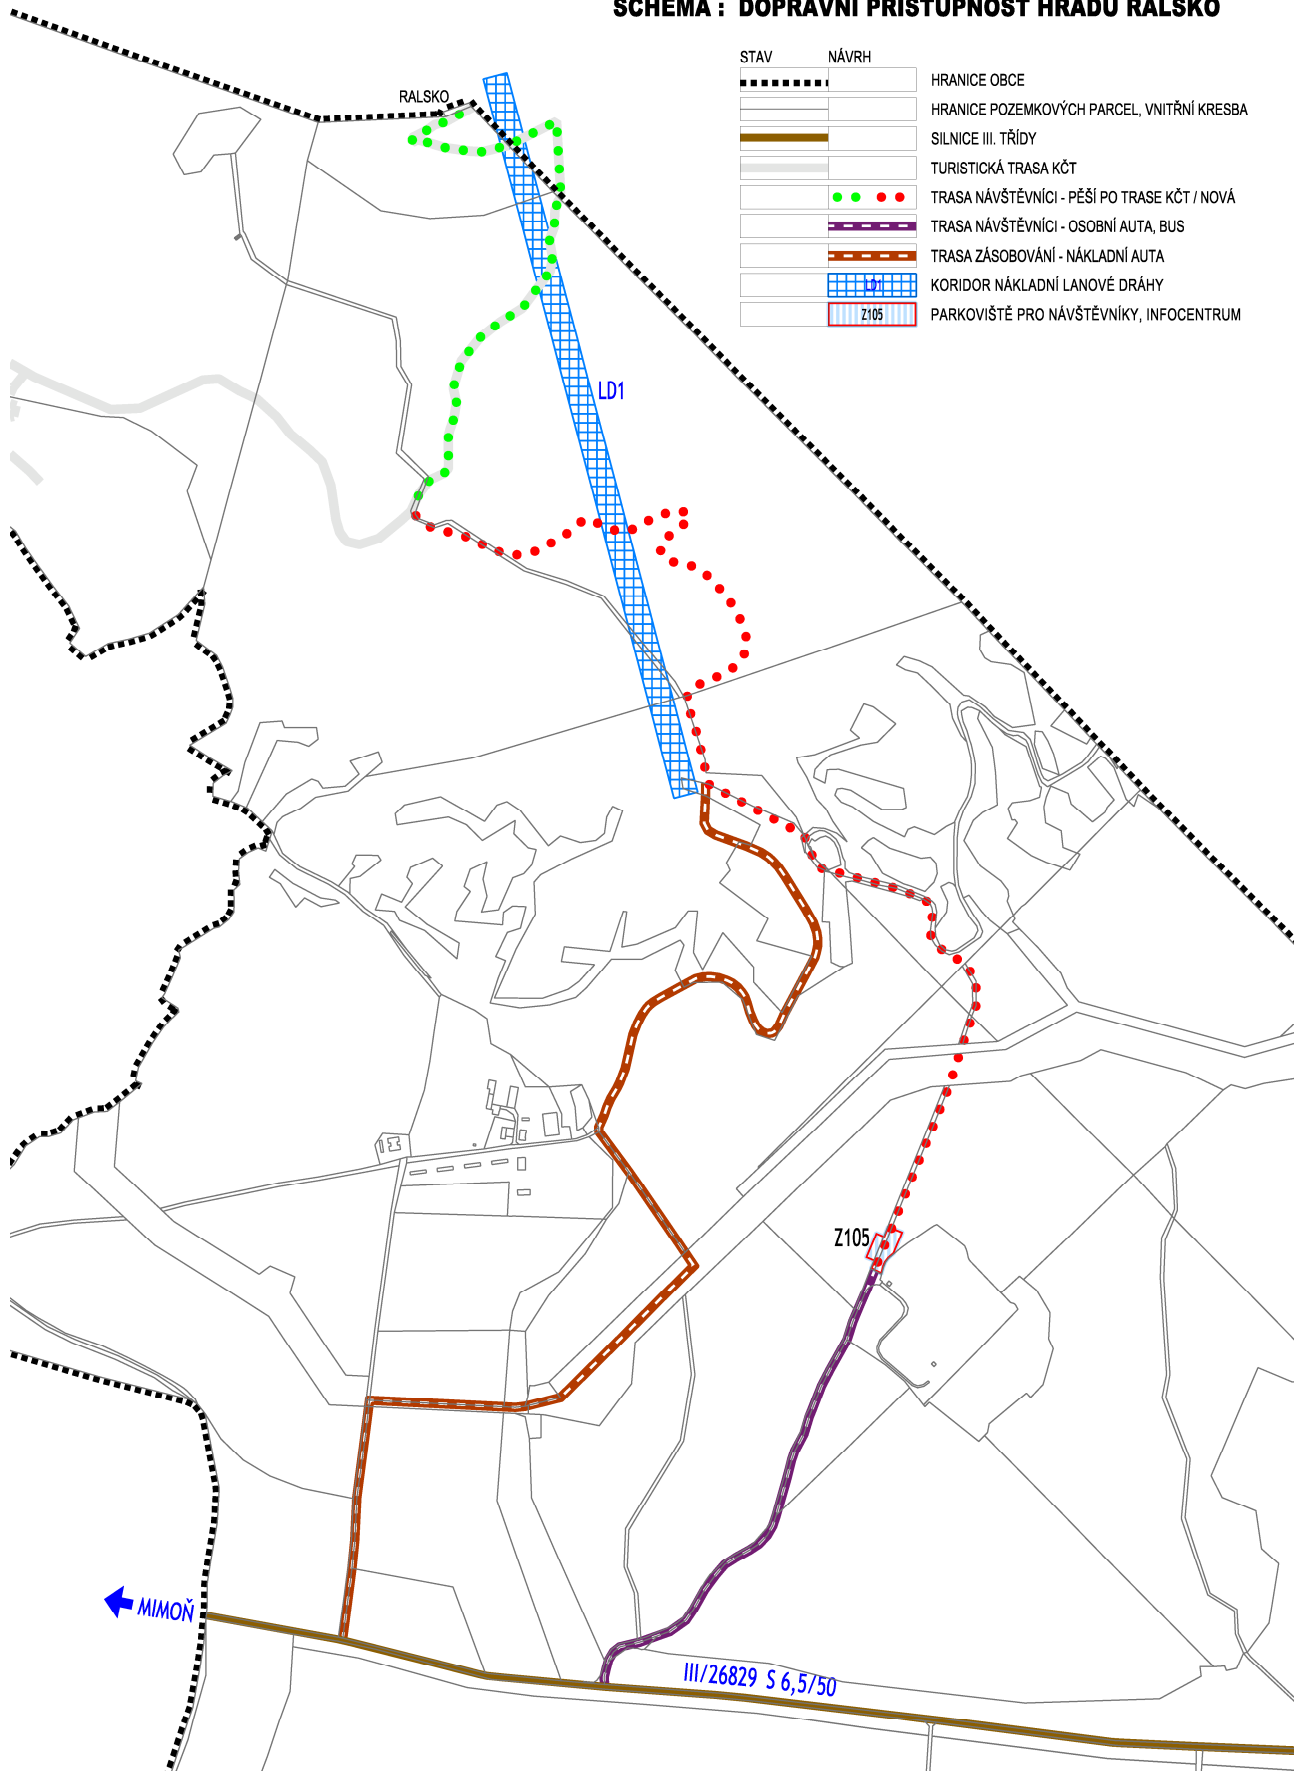 SCHEMA : DOPRAVNÍ PŘÍSTUPNOST HRADU RALSKO
STAV NÁVRH
HRANICE OBCE
HRANICE POZEMKOVÝCH PARCEL, VNITŘNÍ KRESBA
SILNICE III. TŘÍDY
TURISTICKÁ TRASA KČT
TRASA NÁVŠTĚVNÍCI - PĚŠÍ PO TRASE KČT / NOVÁ
TRASA NÁVŠTĚVNÍCI - OSOBNÍ AUTA, BUS
TRASA ZÁSOBOVÁNÍ - NÁKLADNÍ AUTA
LD1 KORIDOR NÁKLADNÍ LANOVÉ DRÁHY
Z105 PARKOVIŠTĚ PRO NÁVŠTĚVNÍKY, INFOCENTRUM
RALSKO
LD1
Z105
MIMOŇ
III/26829 S 6,5/50